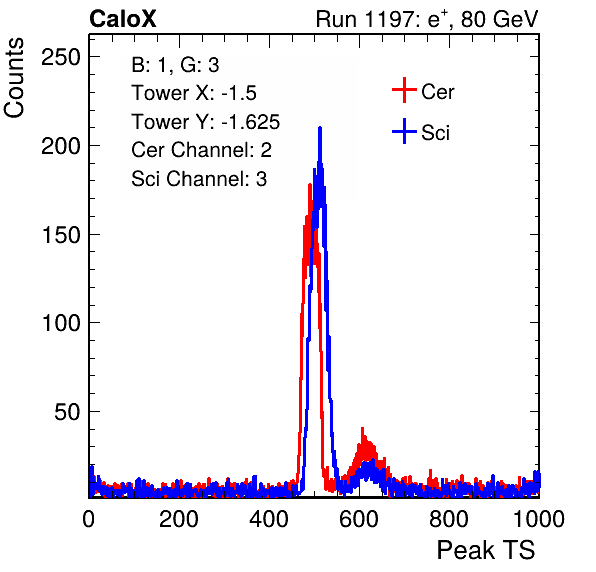 CaloX Run 1197: e⁺, 80 GeV
Counts
250
200
150
100
50
B: 1, G: 3
Tower X: -1.5
Tower Y: -1.625
Cer Channel: 2
Sci Channel: 3
Cer
Sci
0 200 400 600 800 1000
Peak TS